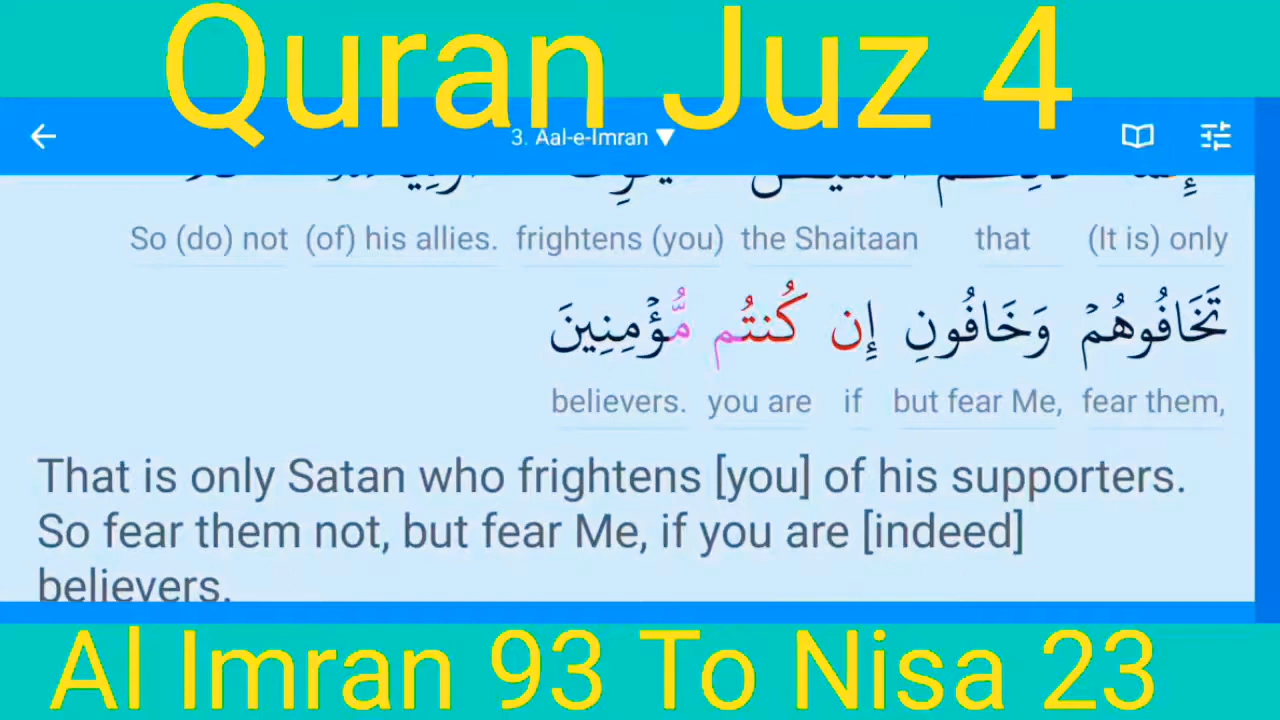 Quran Juz 4
3. Aal-e-Imran
So (do) not (of) his allies. frightens (you) the Shaitaan that (It is) only
تَخَافُوهُمْ وَخَافُونِ إِن كُنتُم مُّؤْمِنِينَ
believers. you are if but fear Me, fear them,
That is only Satan who frightens [you] of his supporters.
So fear them not, but fear Me, if you are [indeed]
believers.
Al Imran 93 To Nisa 23